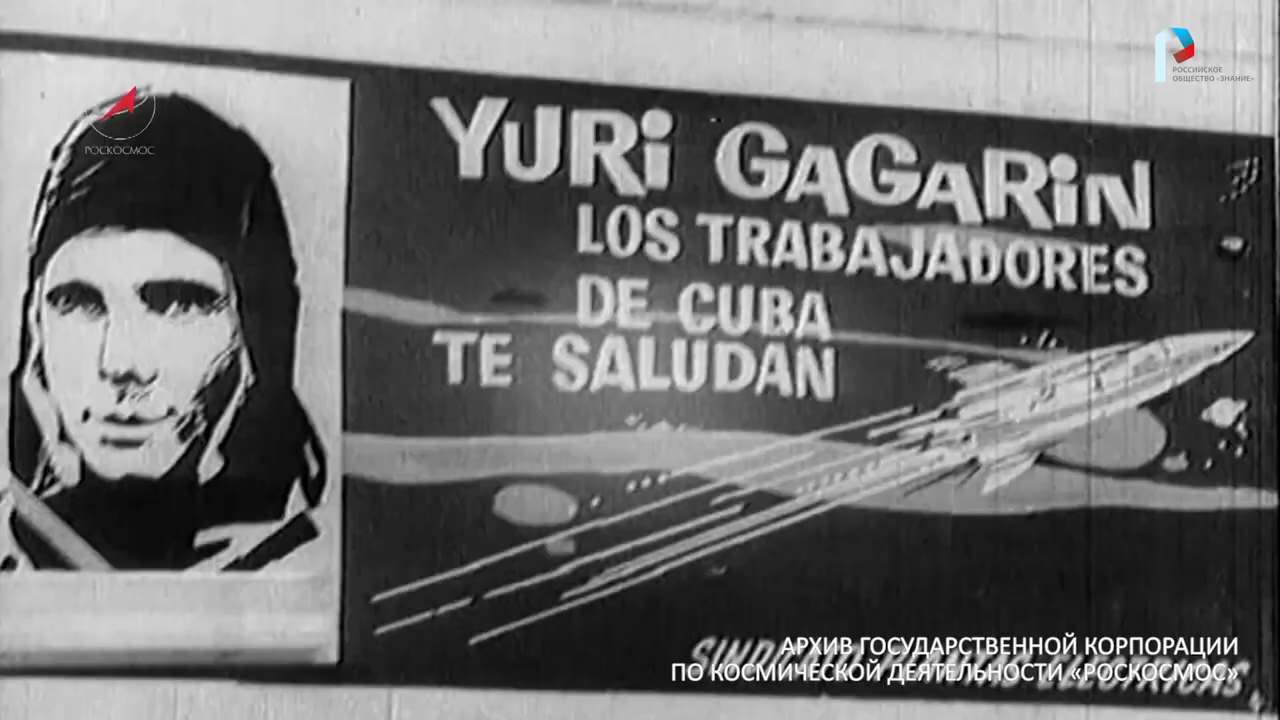 YURi GAGARiN
LOS TRABAJADORES
DE CUBA
TE SALUDAN
РОСКОСМОС
РОССИЙСКОЕ
ОБЩЕСТВО «ЗНАНИЕ»
АРХИВ ГОСУДАРСТВЕННОЙ КОРПОРАЦИИ
ПО КОСМИЧЕСКОЙ ДЕЯТЕЛЬНОСТИ «РОСКОСМОС»